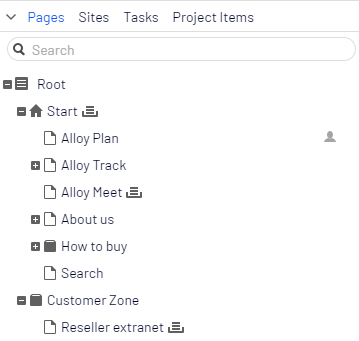 Pages Sites Tasks Project Items
Search
Root
Start
Alloy Plan
Alloy Track
Alloy Meet
About us
How to buy
Search
Customer Zone
Reseller extranet